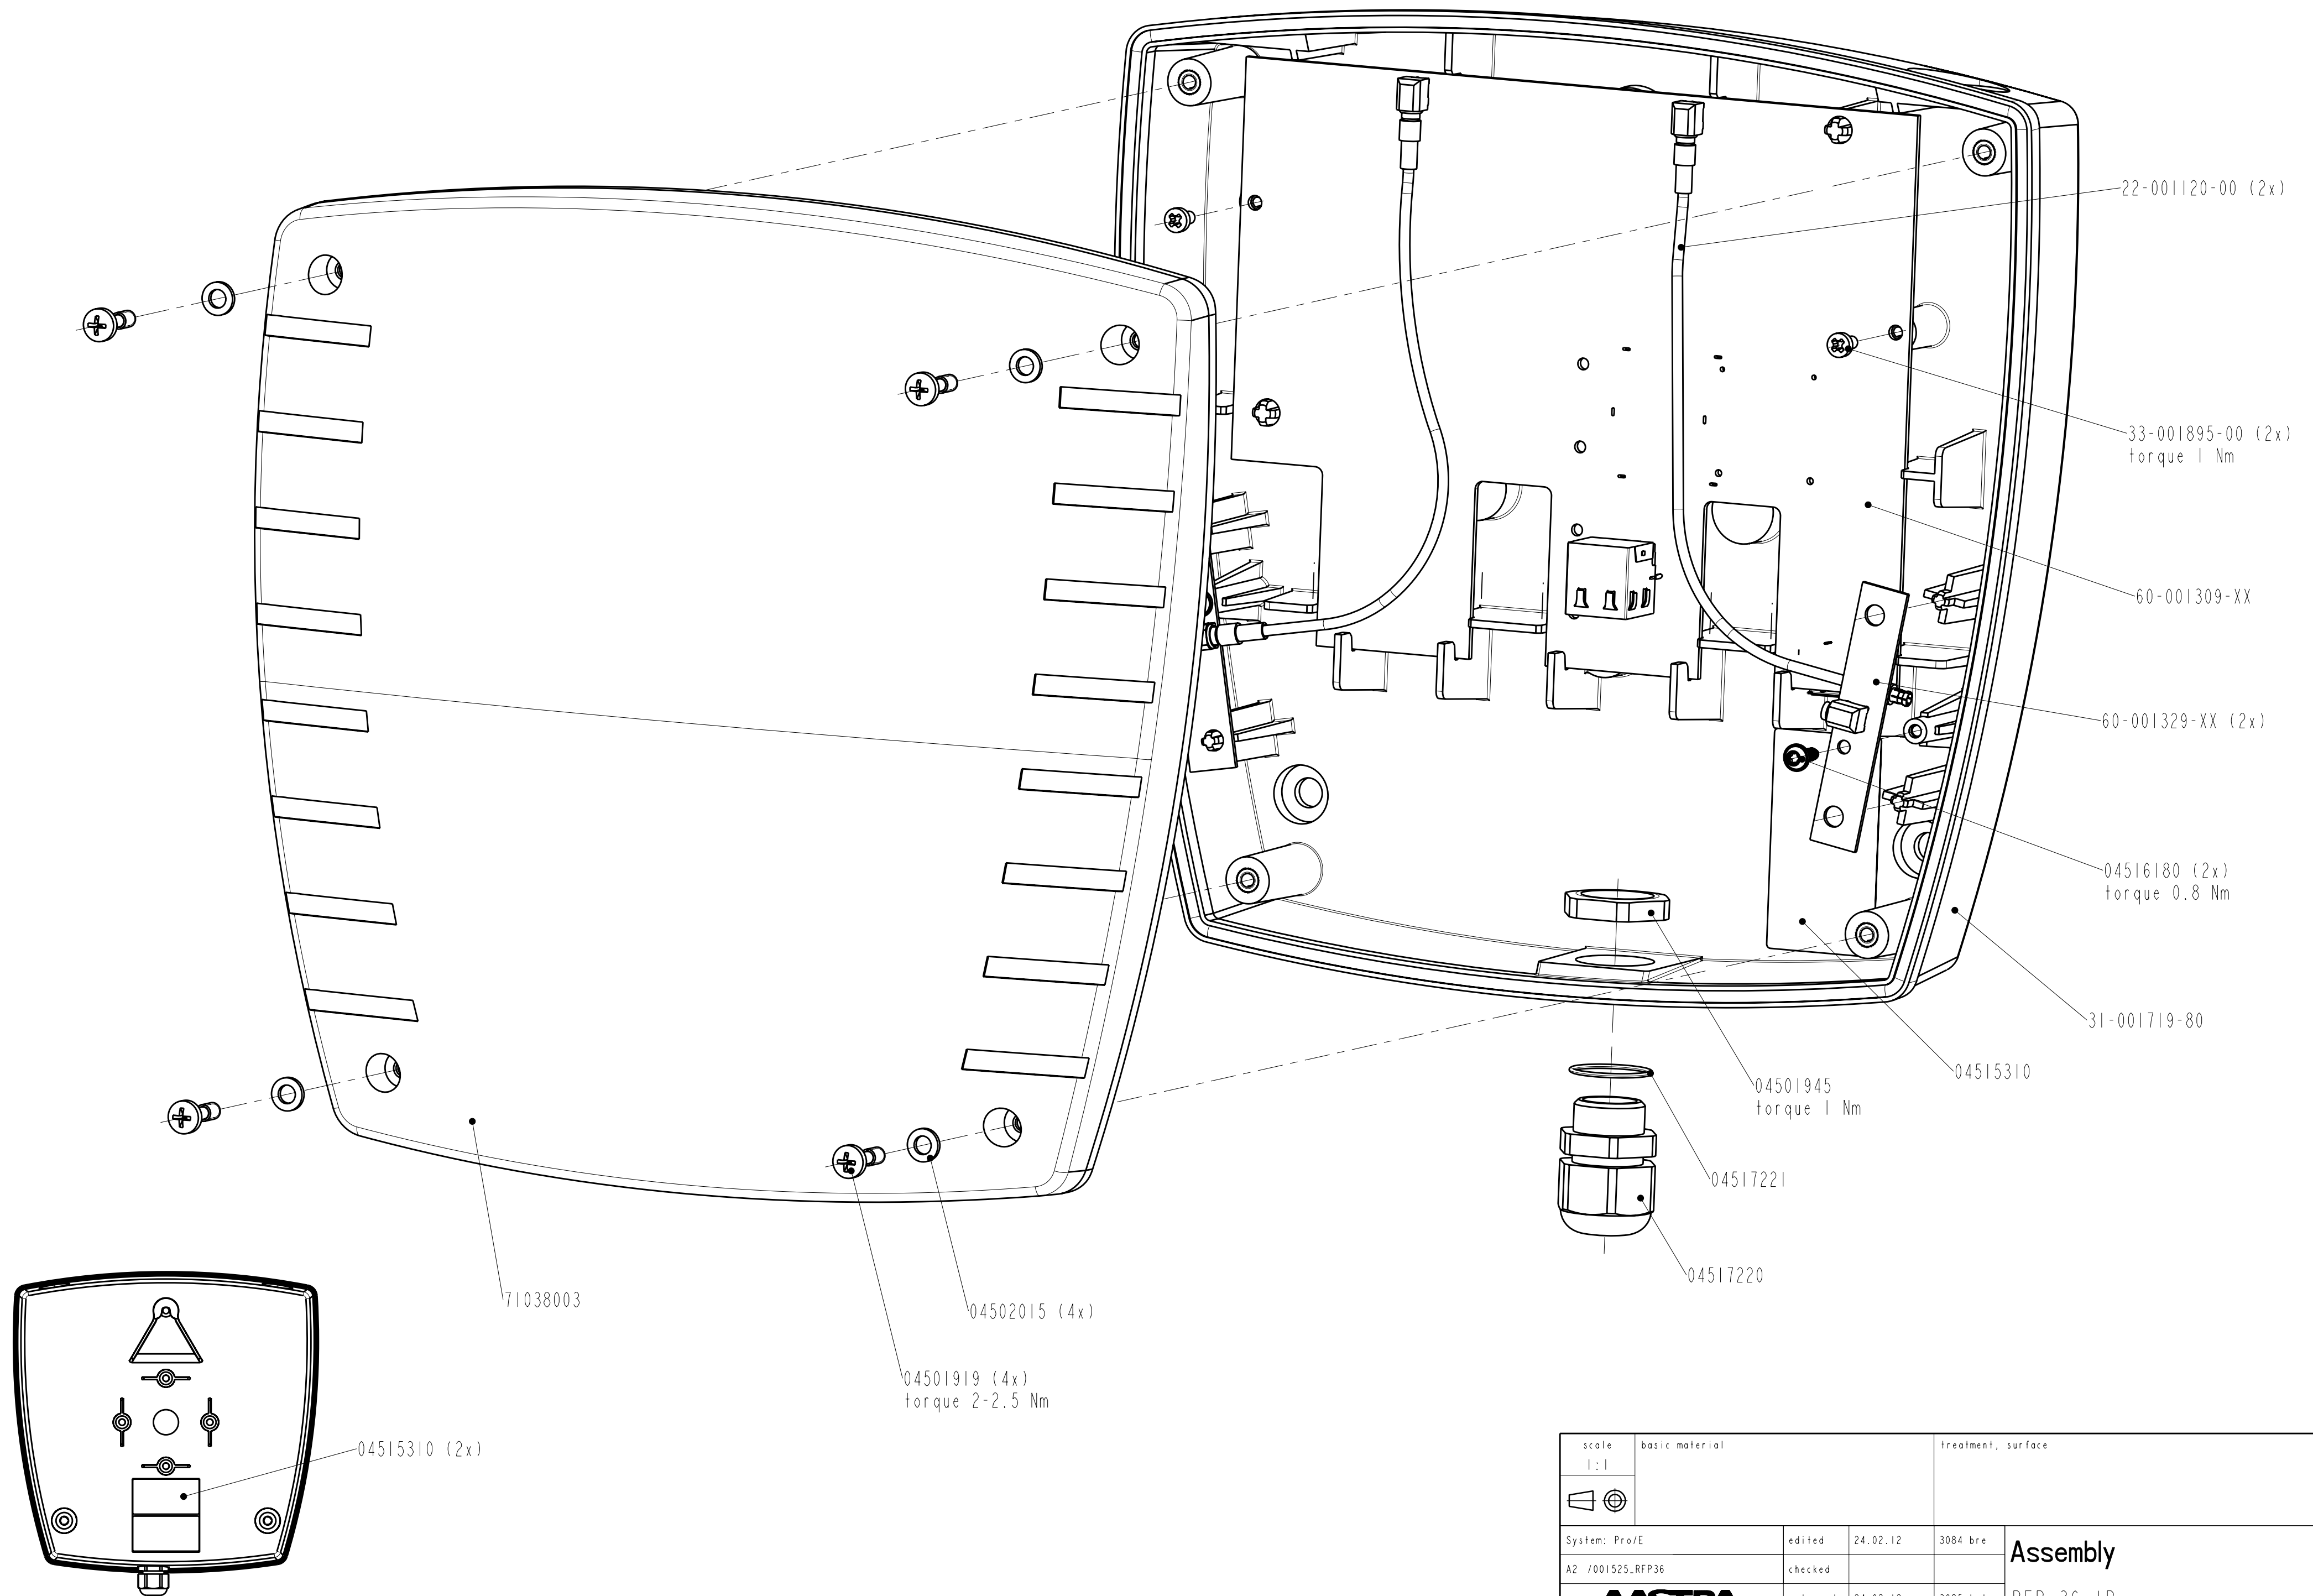 22-001120-00 (2x)
33-001895-00 (2x)
torque 1 Nm
60-001309-XX
60-001329-XX (2x)
04516180 (2x)
torque 0.8 Nm
31-001719-80
04515310
04501945
torque 1 Nm
04517221
04517220
71038003
04502015 (4x)
04501919 (4x)
torque 2-2.5 Nm
04515310 (2x)
scale
1:1
basic material
treatment, surface
System: Pro/E
edited
24.02.12
3084 bre
Assembly
A2 /001525_RFP36
checked
AASTRA